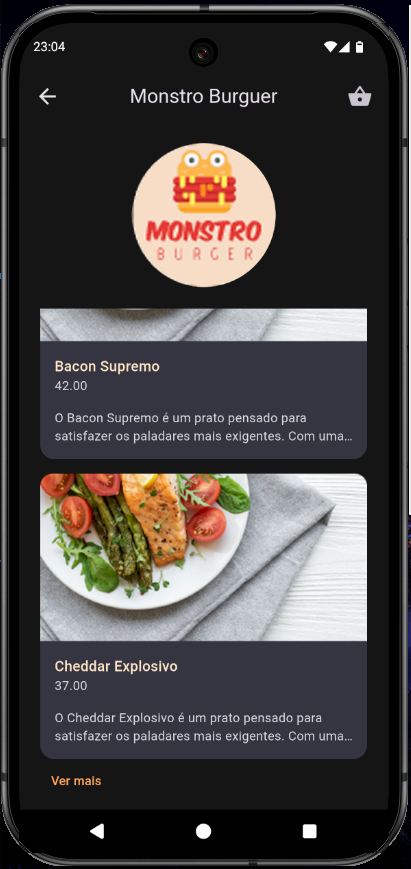 23:04
Monstro Burguer
MONSTRO
BURGER
Bacon Supremo
42.00
O Bacon Supremo é um prato pensado para
satisfazer os paladares mais exigentes. Com uma...
Cheddar Explosivo
37.00
O Cheddar Explosivo é um prato pensado para
satisfazer os paladares mais exigentes. Com uma...
Ver mais